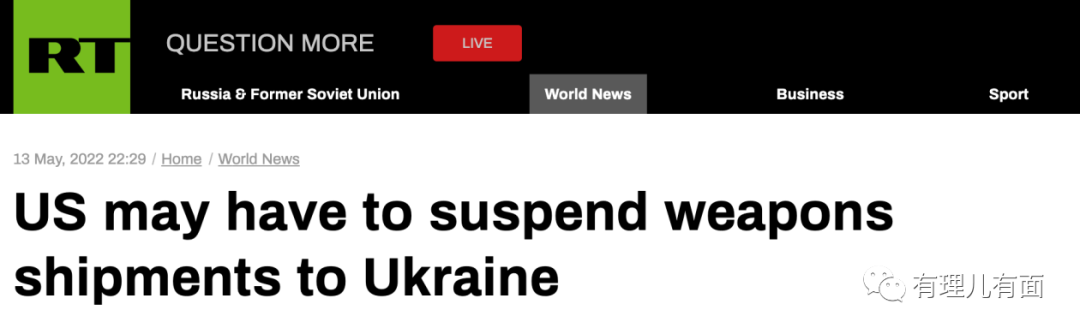 RT QUESTION MORE LIVE
Russia & Former Soviet Union World News Business Sport
13 May, 2022 22:29 / Home / World News
US may have to suspend weapons
shipments to Ukraine
有理儿有面